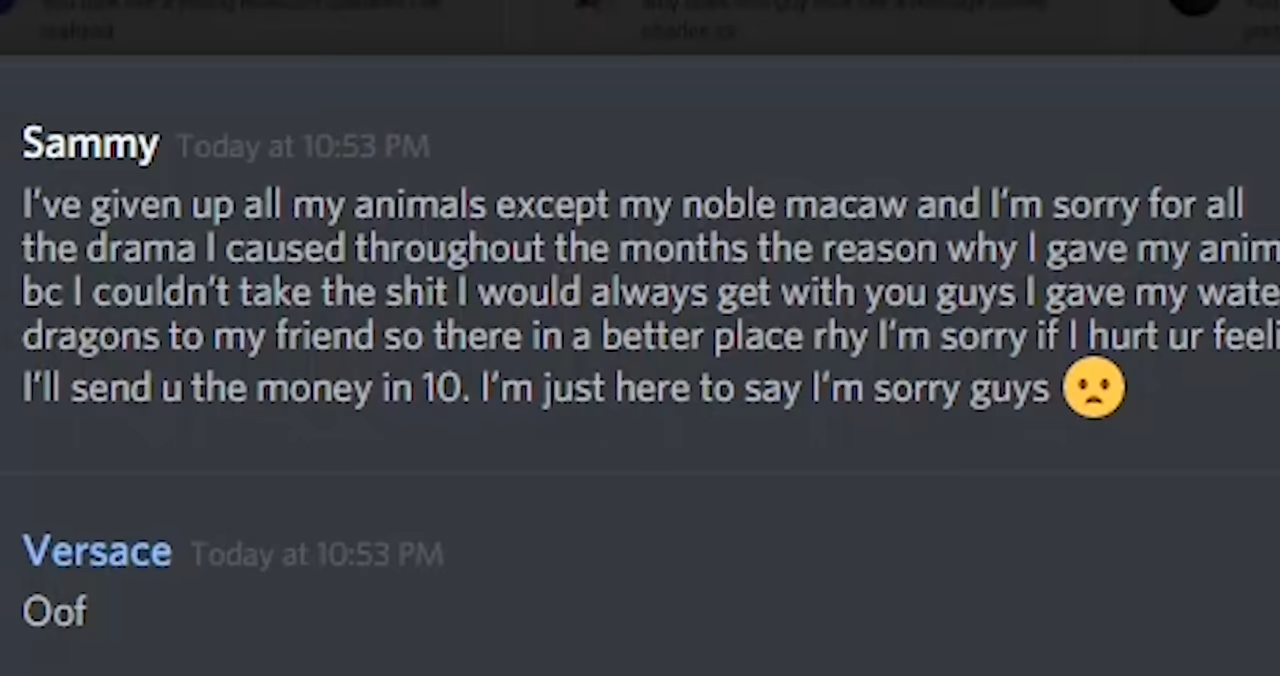 Sammy Today at 10:53 PM
I've given up all my animals except my noble macaw and I'm sorry for all
the drama I caused throughout the months the reason why I gave my anim
bc I couldn't take the shit I would always get with you guys I gave my wate
dragons to my friend so there in a better place rhy I'm sorry if I hurt ur feeli
I'll send u the money in 10. I'm just here to say I'm sorry guys
Versace Today at 10:53 PM
Oof